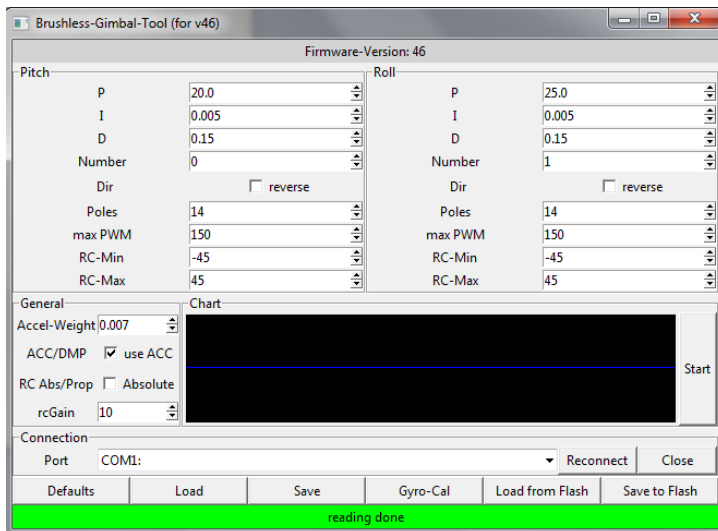 Brushless-Gimbal-Tool (for v46)
Firmware-Version: 46
Pitch
P 20.0
I 0.005
D 0.15
Number 0
Dir reverse
Poles 14
max PWM 150
RC-Min -45
RC-Max 45
Roll
P 25.0
I 0.005
D 0.15
Number 1
Dir reverse
Poles 14
max PWM 150
RC-Min -45
RC-Max 45
General
Accel-Weight 0.007
ACC/DMP use ACC
RC Abs/Prop Absolute
rcGain 10
Chart
Start
Connection
Port COM1: Reconnect Close
Defaults Load Save Gyro-Cal Load from Flash Save to Flash
reading done